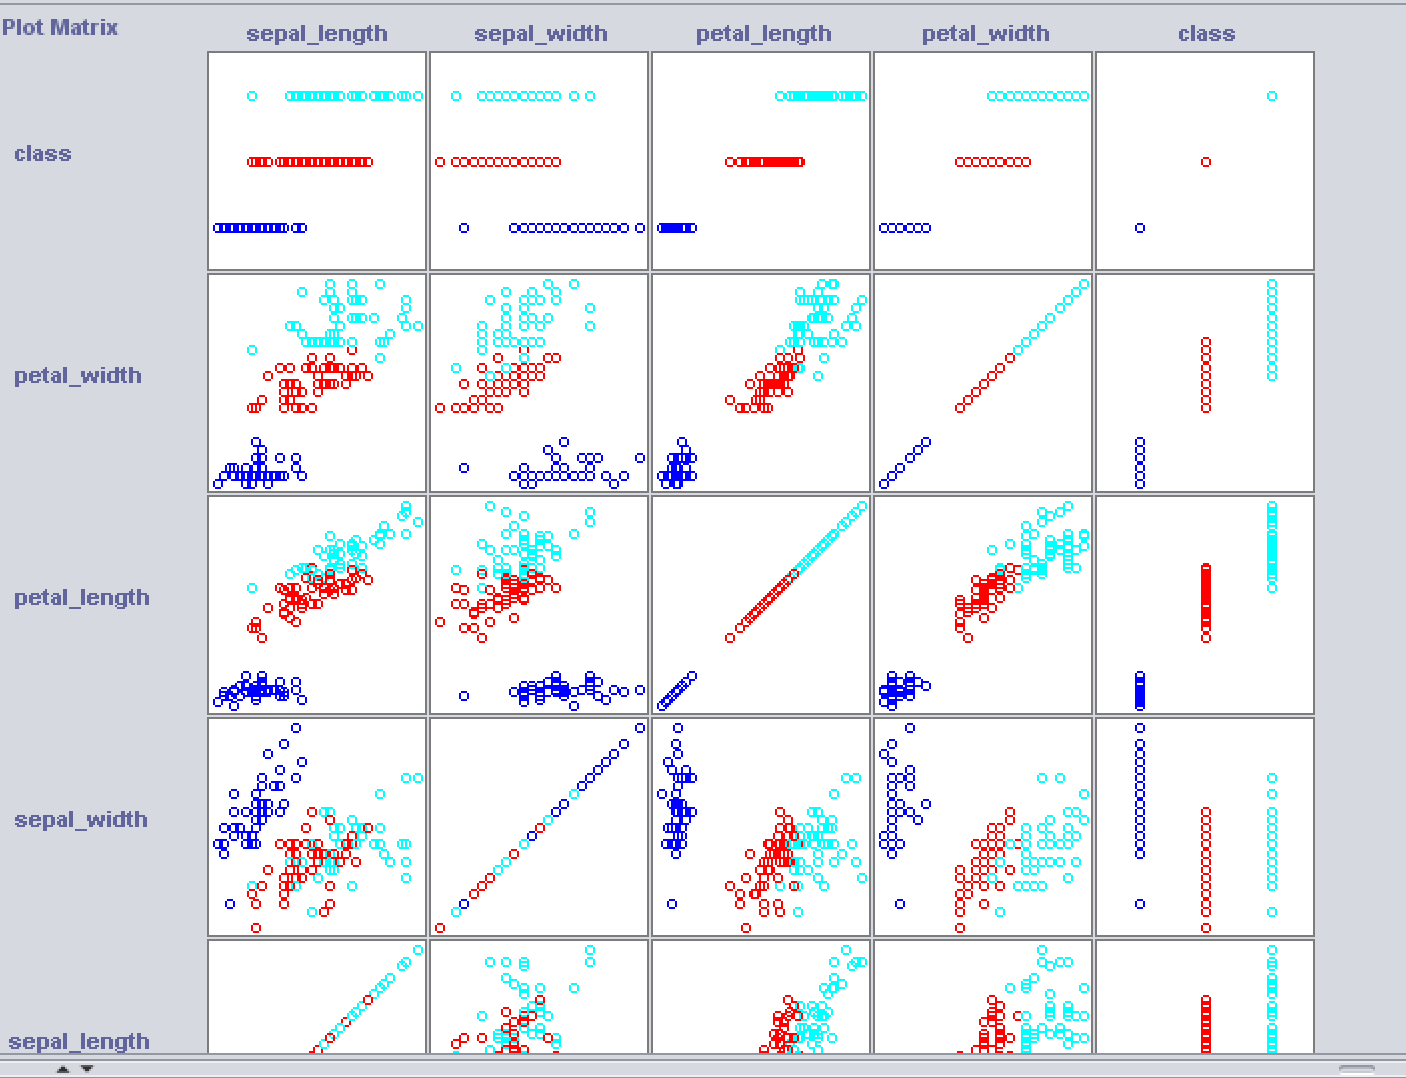 Plot Matrix
sepal_length sepal_width petal_length petal_width class
class
petal_width
petal_length
sepal_width
sepal_length